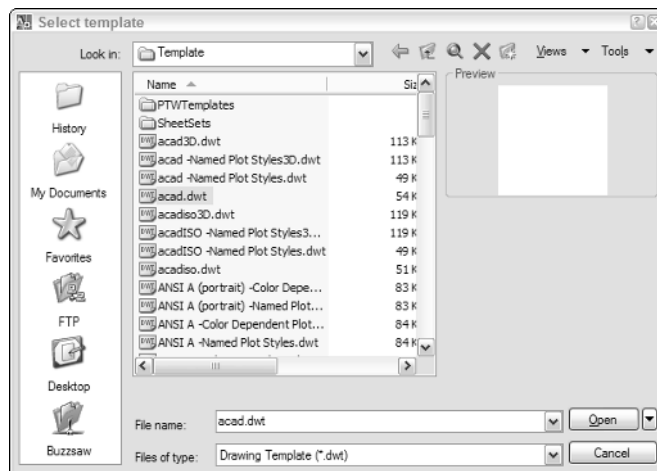 Select template
Look in: Template Views Tools
Name Siz
Preview
PTWTemplates
SheetSets
acad3D.dwt 113 K
acad -Named Plot Styles3D.dwt 113 K
acad -Named Plot Styles.dwt 49 K
acad.dwt 54 K
acadiso3D.dwt 119 K
acadISO -Named Plot Styles3... 119 K
acadISO -Named Plot Styles.dwt 49 K
acadiso.dwt 51 K
ANSI A (portrait) -Color Depe... 83 K
ANSI A (portrait) -Named Plot... 83 K
ANSI A -Color Dependent Plot... 84 K
ANSI A -Named Plot Styles.dwt 84 K
History
My Documents
Favorites
FTP
Desktop
Buzzsaw
File name: acad.dwt Open
Files of type: Drawing Template (*.dwt) Cancel